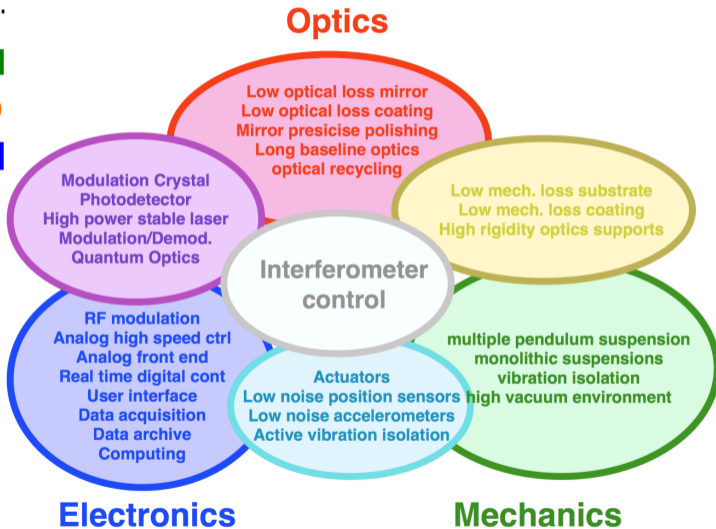 Optics
Low optical loss mirror
Low optical loss coating
Mirror presicise polishing
Long baseline optics
optical recycling
Modulation Crystal
Photodetector
High power stable laser
Modulation/Demod.
Quantum Optics
Low mech. loss substrate
Low mech. loss coating
High rigidity optics supports
Interferometer
control
RF modulation
Analog high speed ctrl
Analog front end
Real time digital cont
User interface
Data acquisition
Data archive
Computing
Actuators
Low noise position sensors
Low noise accelerometers
Active vibration isolation
multiple pendulum suspension
monolithic suspensions
vibration isolation
high vacuum environment
Electronics
Mechanics